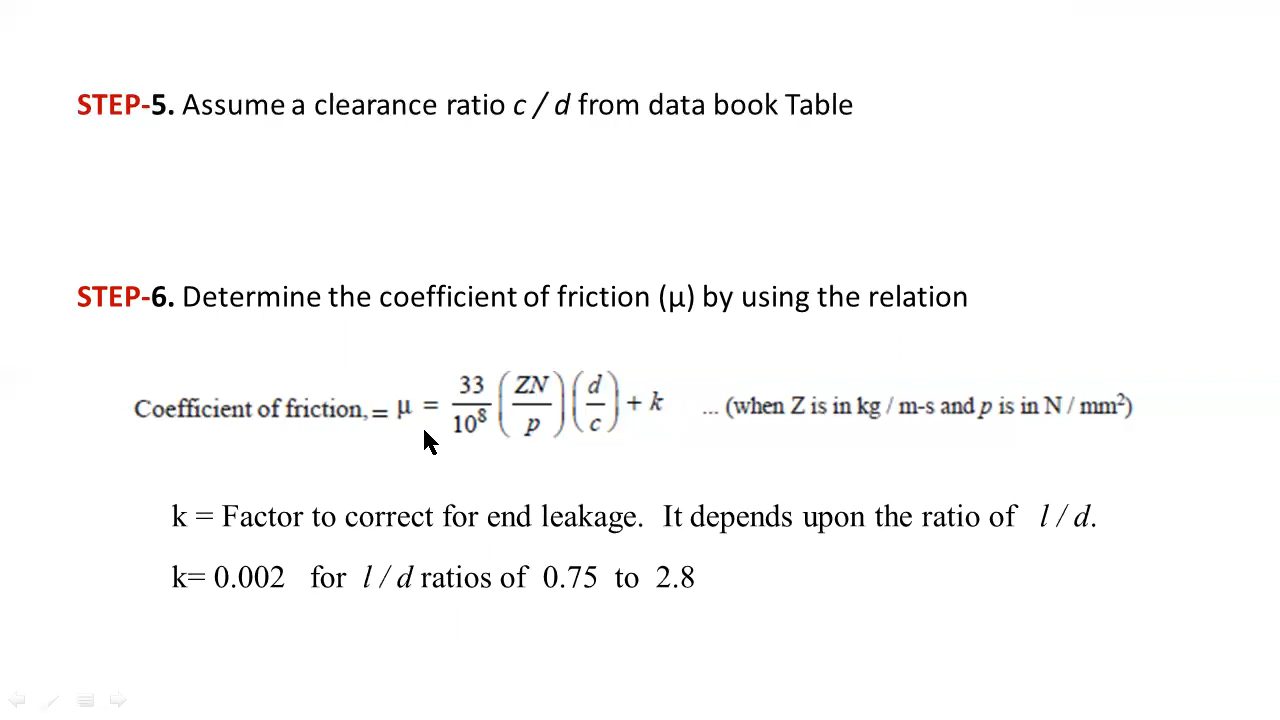 STEP-5. Assume a clearance ratio c / d from data book Table
STEP-6. Determine the coefficient of friction (µ) by using the relation
Coefficient of friction, = µ = 33/10⁸ (ZN/p) (d/c) + k ... (when Z is in kg / m-s and p is in N / mm²)
k = Factor to correct for end leakage. It depends upon the ratio of l / d.
k= 0.002 for l / d ratios of 0.75 to 2.8